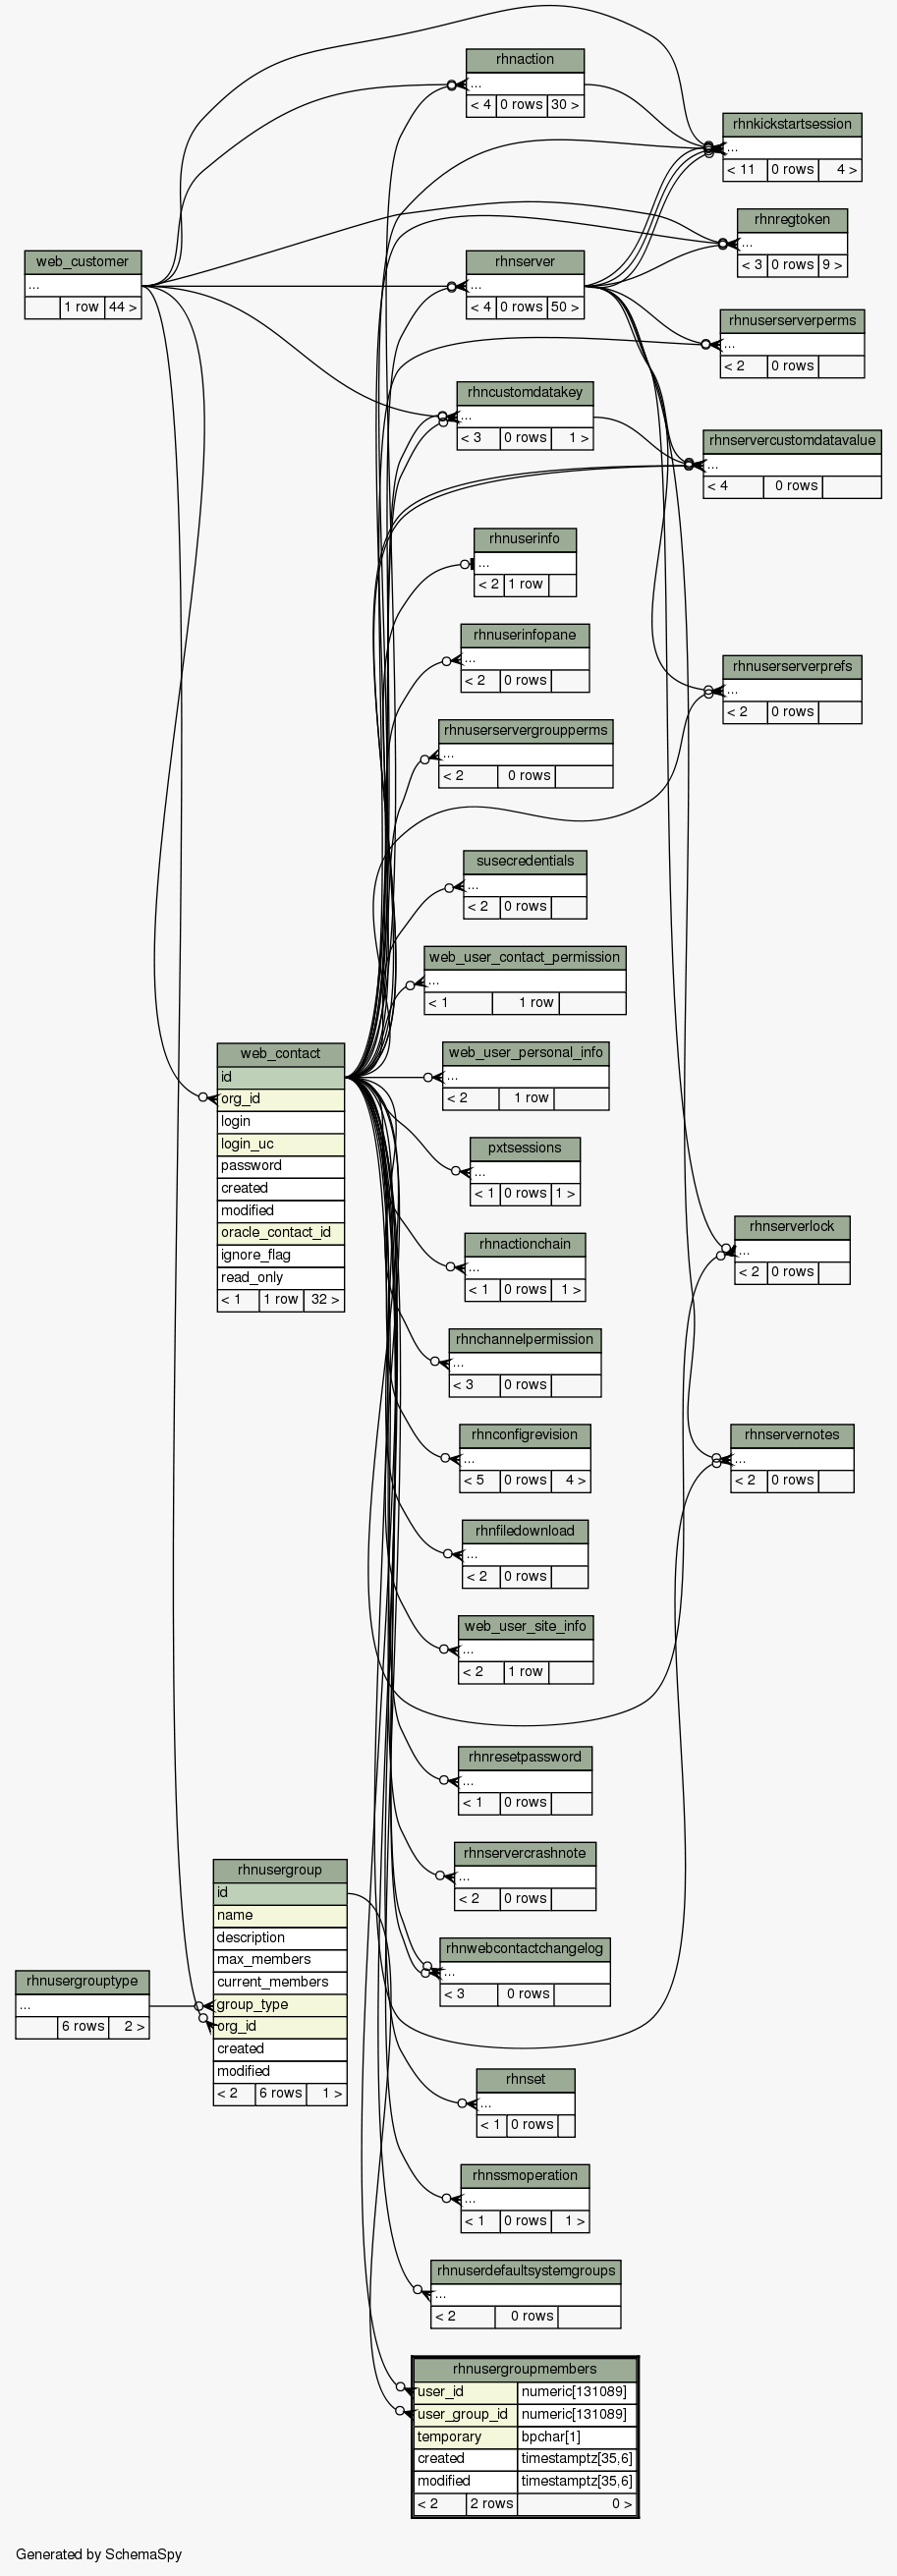 rhnaction
...
< 4 0 rows 30 >
rhnkickstartsession
...
< 11 0 rows 4 >
rhnregtoken
...
< 3 0 rows 9 >
web_customer
...
1 row 44 >
rhnserver
...
< 4 0 rows 50 >
rhnuserserverperms
...
< 2 0 rows
rhncustomdatakey
...
< 3 0 rows 1 >
rhnservercustomdatavalue
...
< 4 0 rows
rhnuserinfo
...
< 2 1 row
rhnuserinfopane
...
< 2 0 rows
rhnuserserverprefs
...
< 2 0 rows
rhnuserservergroupperms
...
< 2 0 rows
susecredentials
...
< 2 0 rows
web_user_contact_permission
...
< 1 1 row
web_contact
id
org_id
login
login_uc
password
created
modified
oracle_contact_id
ignore_flag
read_only
< 1 1 row 32 >
web_user_personal_info
...
< 2 1 row
pxtsessions
...
< 1 0 rows 1 >
rhnactionchain
...
< 1 0 rows 1 >
rhnserverlock
...
< 2 0 rows
rhnchannelpermission
...
< 3 0 rows
rhnconfigrevision
...
< 5 0 rows 4 >
rhnservernotes
...
< 2 0 rows
rhnfiledownload
...
< 2 0 rows
web_user_site_info
...
< 2 1 row
rhnresetpassword
...
< 1 0 rows
rhnservercrashnote
...
< 2 0 rows
rhnusergroup
id
name
description
max_members
current_members
group_type
org_id
created
modified
< 2 6 rows 1 >
rhnusergrouptype
...
6 rows 2 >
rhnwebcontactchangelog
...
< 3 0 rows
rhnset
...
< 1 0 rows
rhnssmoperation
...
< 1 0 rows 1 >
rhnuserdefaultsystemgroups
...
< 2 0 rows
rhnusergroupmembers
user_id numeric[131089]
user_group_id numeric[131089]
temporary bpchar[1]
created timestamptz[35,6]
modified timestamptz[35,6]
< 2 2 rows 0 >
Generated by SchemaSpy